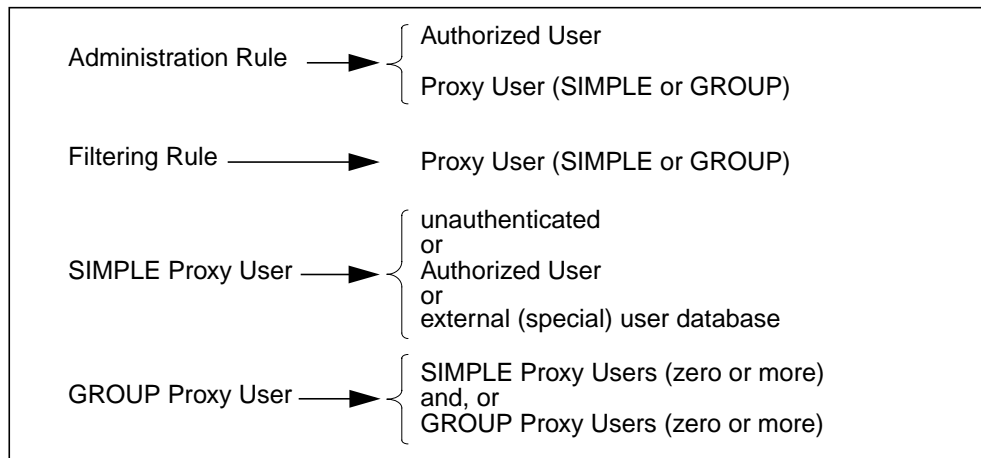 Administration Rule
Authorized User
Proxy User (SIMPLE or GROUP)
Filtering Rule
Proxy User (SIMPLE or GROUP)
SIMPLE Proxy User
unauthenticated
or
Authorized User
or
external (special) user database
GROUP Proxy User
SIMPLE Proxy Users (zero or more)
and, or
GROUP Proxy Users (zero or more)